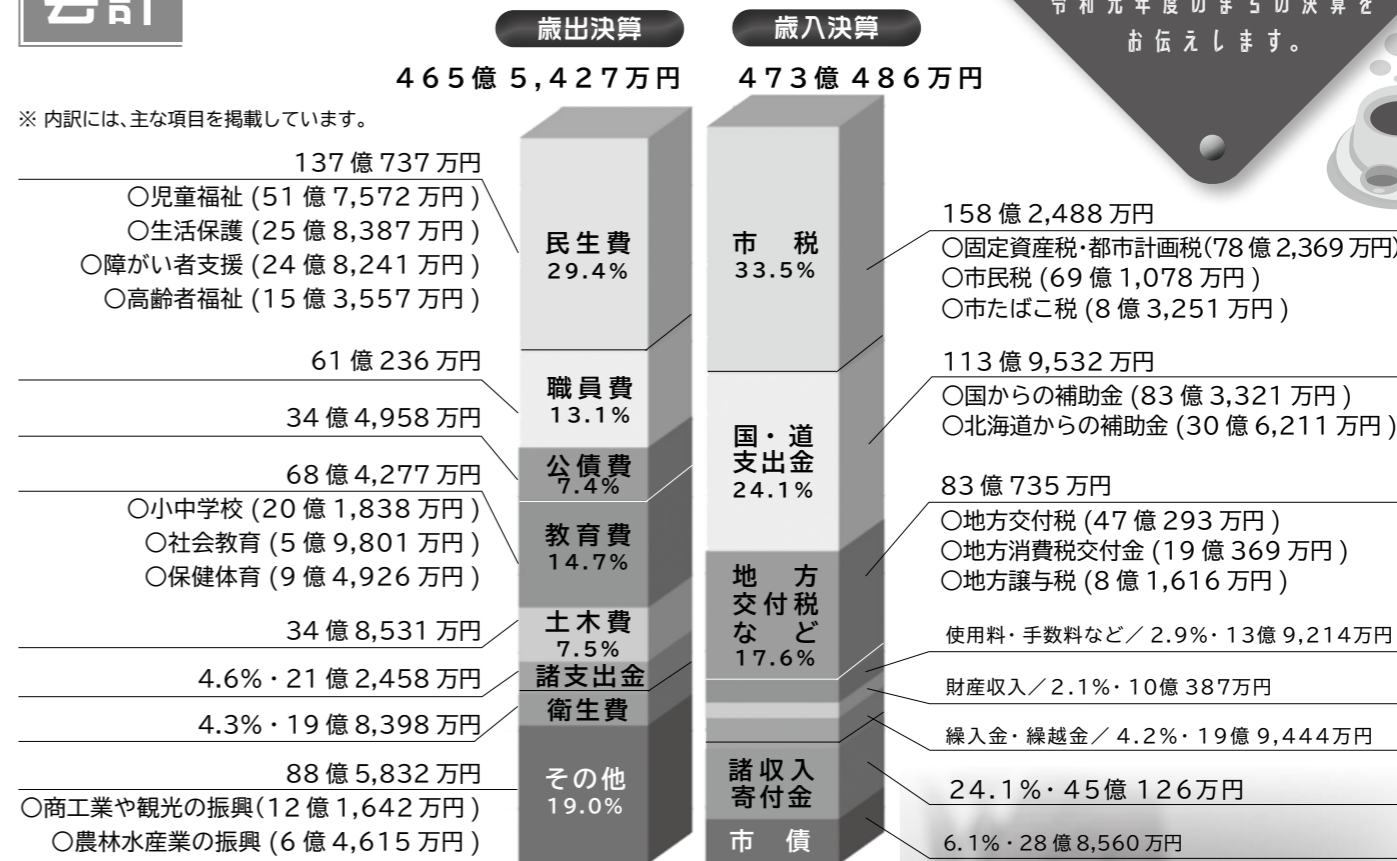 会計
令和元年度のまちの決算を
お伝えします。
歳出決算
歳入決算
465億 5,427万円
473億 486万円
※ 内訳には、主な項目を掲載しています。
137億 737万円
○児童福祉 (51億 7,572万円)
○生活保護 (25億 8,387万円)
○障がい者支援 (24億 8,241万円)
○高齢者福祉 (15億 3,557万円)
61億 236万円
34億 4,958万円
68億 4,277万円
○小中学校 (20億 1,838万円)
○社会教育 (5億 9,801万円)
○保健体育 (9億 4,926万円)
34億 8,531万円
4.6%・21億 2,458万円
4.3%・19億 8,398万円
88億 5,832万円
○商工業や観光の振興(12億 1,642万円)
○農林水産業の振興 (6億 4,615万円)
民生費
29.4%
職員費
13.1%
公債費
7.4%
教育費
14.7%
土木費
7.5%
諸支出金
衛生費
その他
19.0%
市 税
33.5%
国・道
支出金
24.1%
地 方
交付税
な ど
17.6%
諸収入
寄付金
市 債
158億 2,488万円
○固定資産税・都市計画税(78億 2,369万円)
○市民税 (69億 1,078万円)
○市たばこ税 (8億 3,251万円)
113億 9,532万円
○国からの補助金 (83億 3,321万円)
○北海道からの補助金 (30億 6,211万円)
83億 735万円
○地方交付税 (47億 293万円)
○地方消費税交付金 (19億 369万円)
○地方譲与税 (8億 1,616万円)
使用料・手数料など／2.9%・13億 9,214万円
財産収入／2.1%・10億 387万円
繰入金・繰越金／4.2%・19億 9,444万円
24.1%・45億 126万円
6.1%・28億 8,560万円